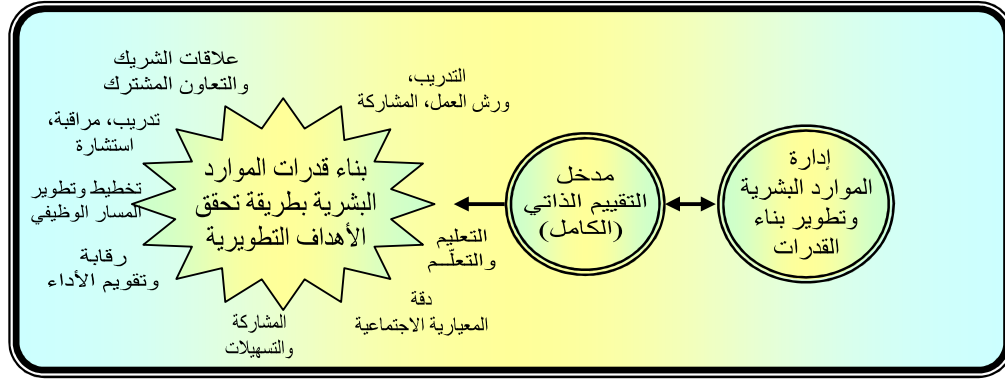 إدارة
الموارد البشرية
وتطوير بناء
القدرات
مدخل
التقييم الذاتي
(الكامل)
بناء قدرات الموارد
البشرية بطريقة تحقق
الأهداف التطويرية
التدريب،
ورش العمل، المشاركة
التعليم
والتعلّـــم
دقة
المعيارية الاجتماعية
المشاركة
والتسهيلات
علاقات الشريك
والتعاون المشترك
تدريب، مراقبة،
استشارة
تخطيط وتطوير
المسار الوظيفي
رقابة
وتقويم الأداء